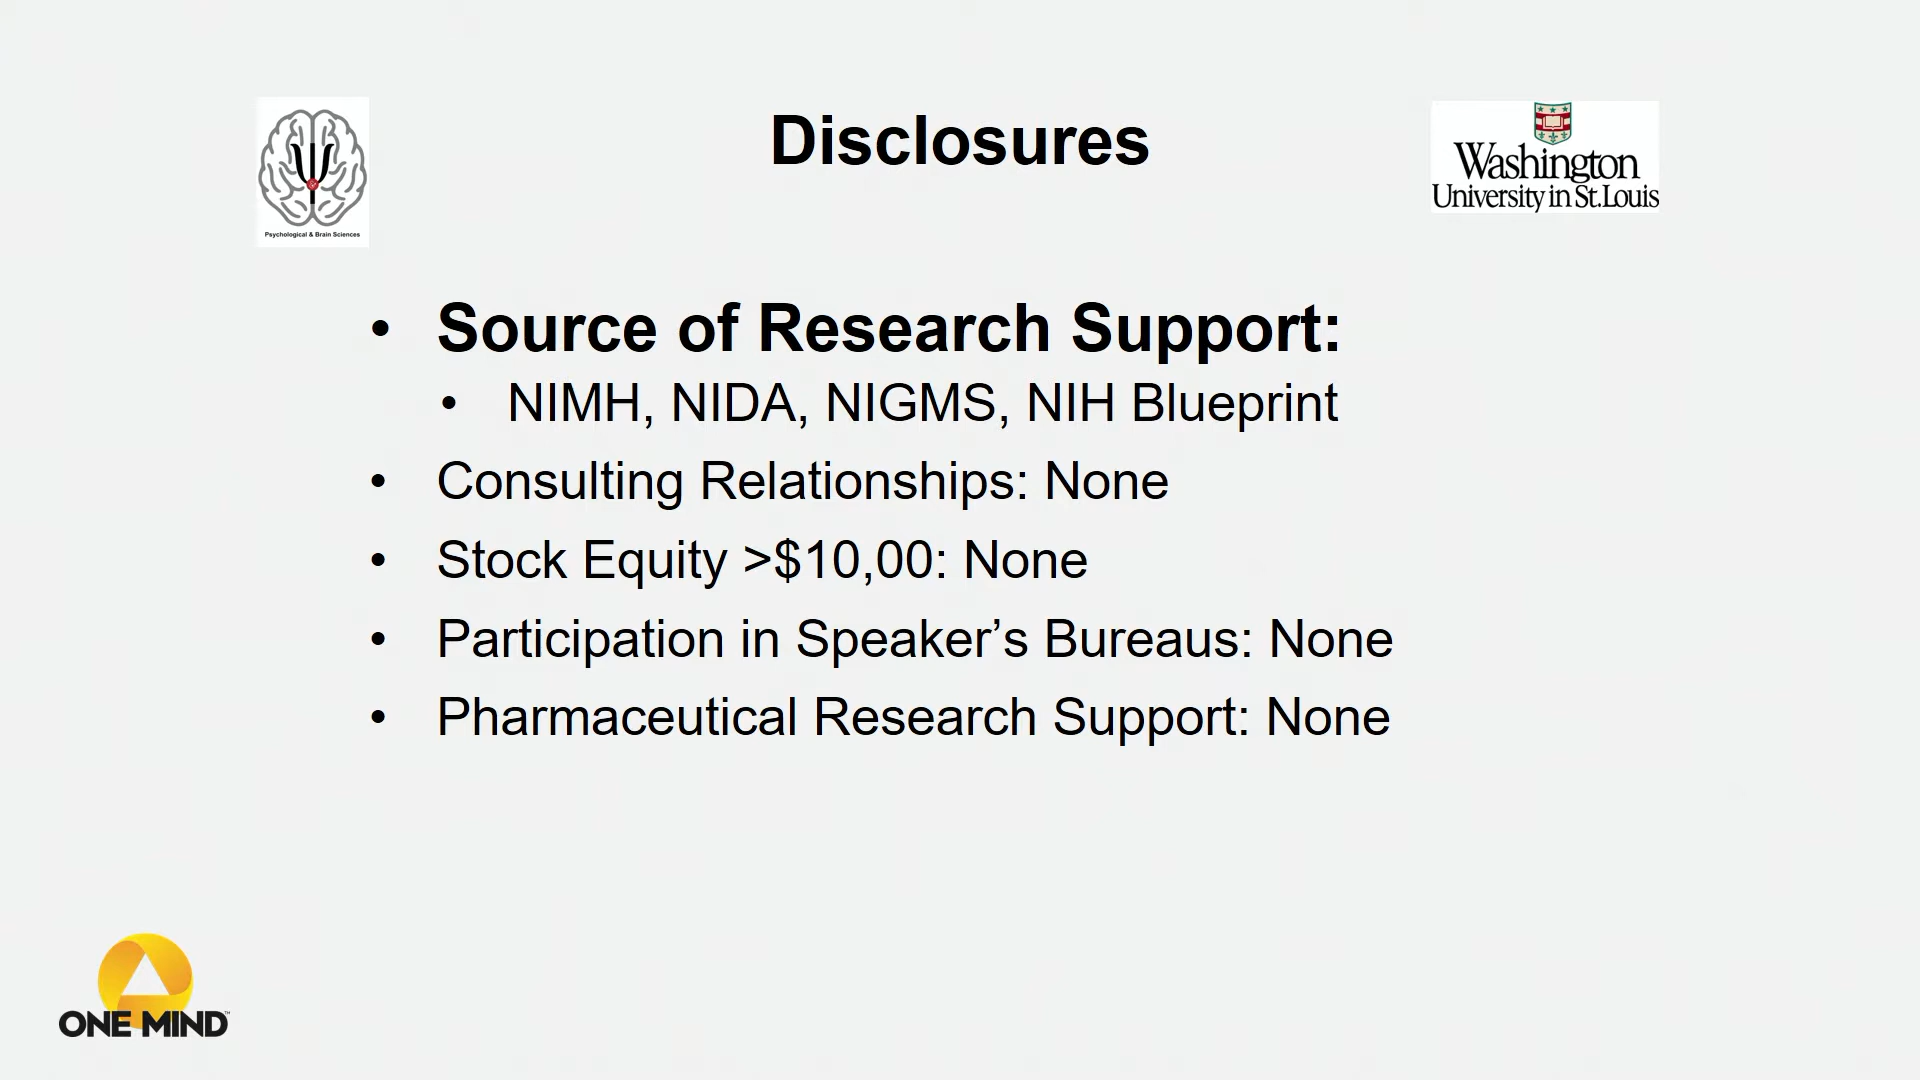 Disclosures
Psychological & Brain Sciences
Washington
University in St.Louis
• Source of Research Support:
• NIMH, NIDA, NIGMS, NIH Blueprint
• Consulting Relationships: None
• Stock Equity >$10,00: None
• Participation in Speaker’s Bureaus: None
• Pharmaceutical Research Support: None
ONE MIND™